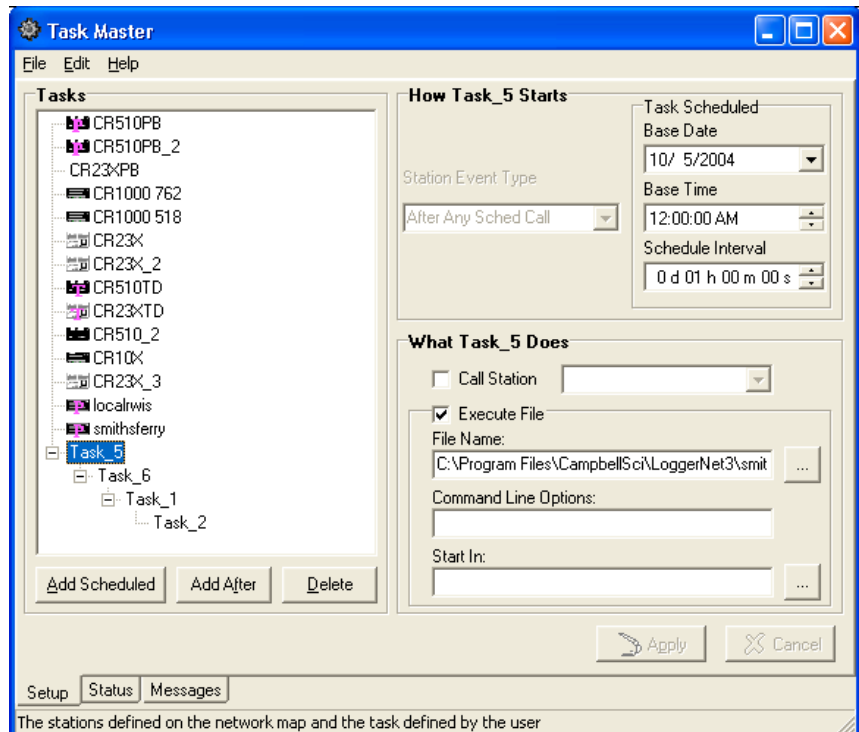 Task Master
File Edit Help
Tasks
CR510PB
CR510PB_2
CR23XPB
CR1000 762
CR1000 518
CR23X
CR23X_2
CR510TD
CR23XTD
CR510_2
CR10X
CR23X_3
localrwis
smithsferry
Task_5
Task_6
Task_1
Task_2
Add Scheduled Add After Delete
How Task_5 Starts
Station Event Type
After Any Sched Call
Task Scheduled
Base Date
10/ 5/2004
Base Time
12:00:00 AM
Schedule Interval
0 d 01 h 00 m 00 s
What Task_5 Does
Call Station
Execute File
File Name:
C:\Program Files\CampbellSci\LoggerNet3\smit
...
Command Line Options:
Start In:
...
Apply Cancel
Setup Status Messages
The stations defined on the network map and the task defined by the user